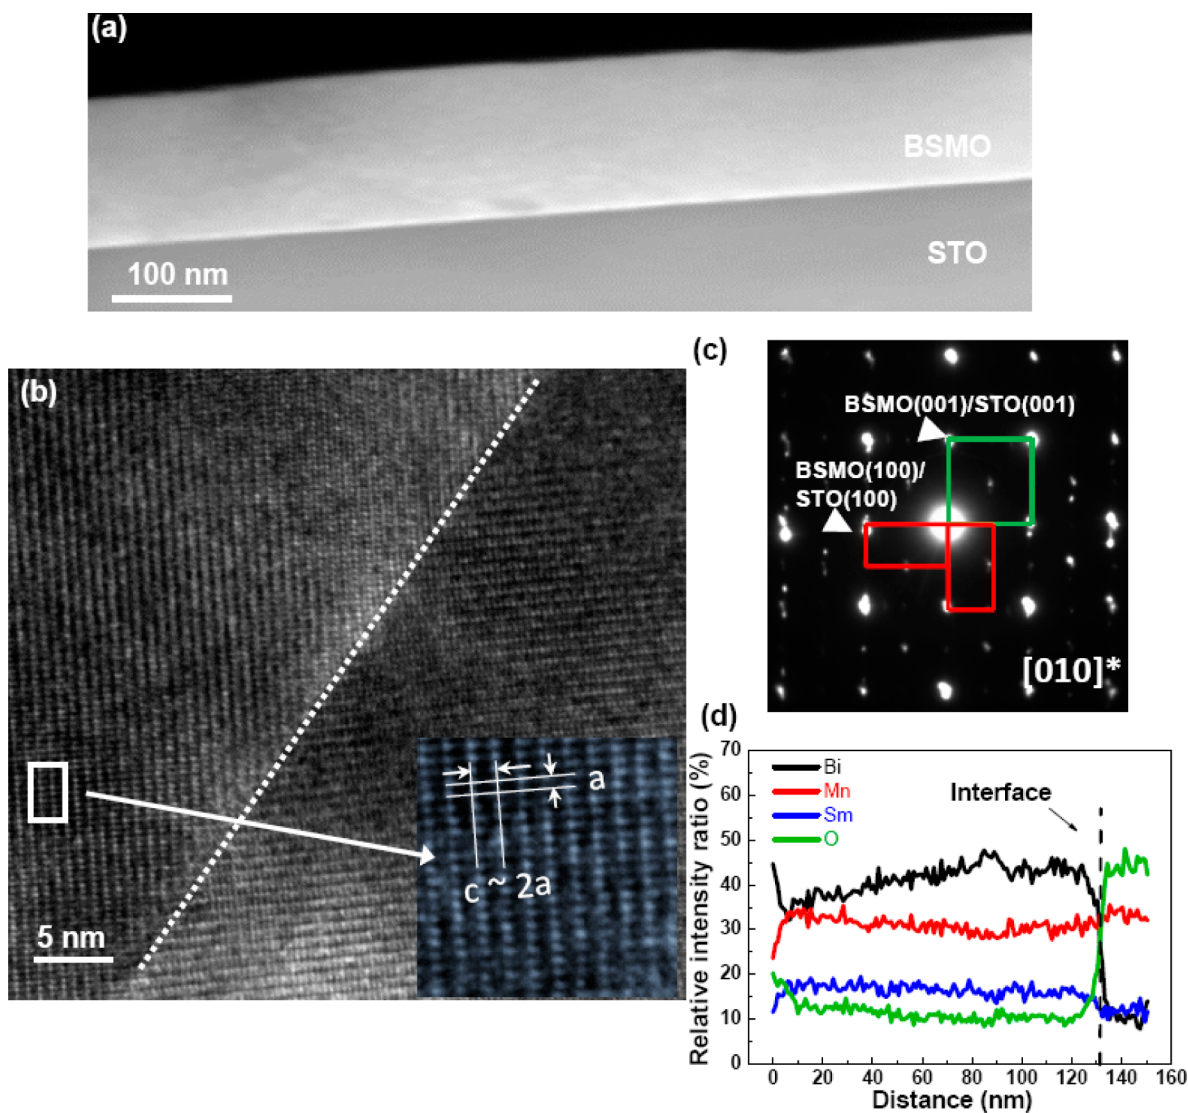 (a)
BSMO
STO
100 nm
(b)
a
c ~ 2a
5 nm
(c)
BSMO(001)/STO(001)
BSMO(100)/
STO(100)
[010]*
(d)
Relative intensity ratio (%)
70
60
50
40
30
20
10
0
Bi
Mn
Sm
O
Interface
0
20
40
60
80
100
120
140
160
Distance (nm)